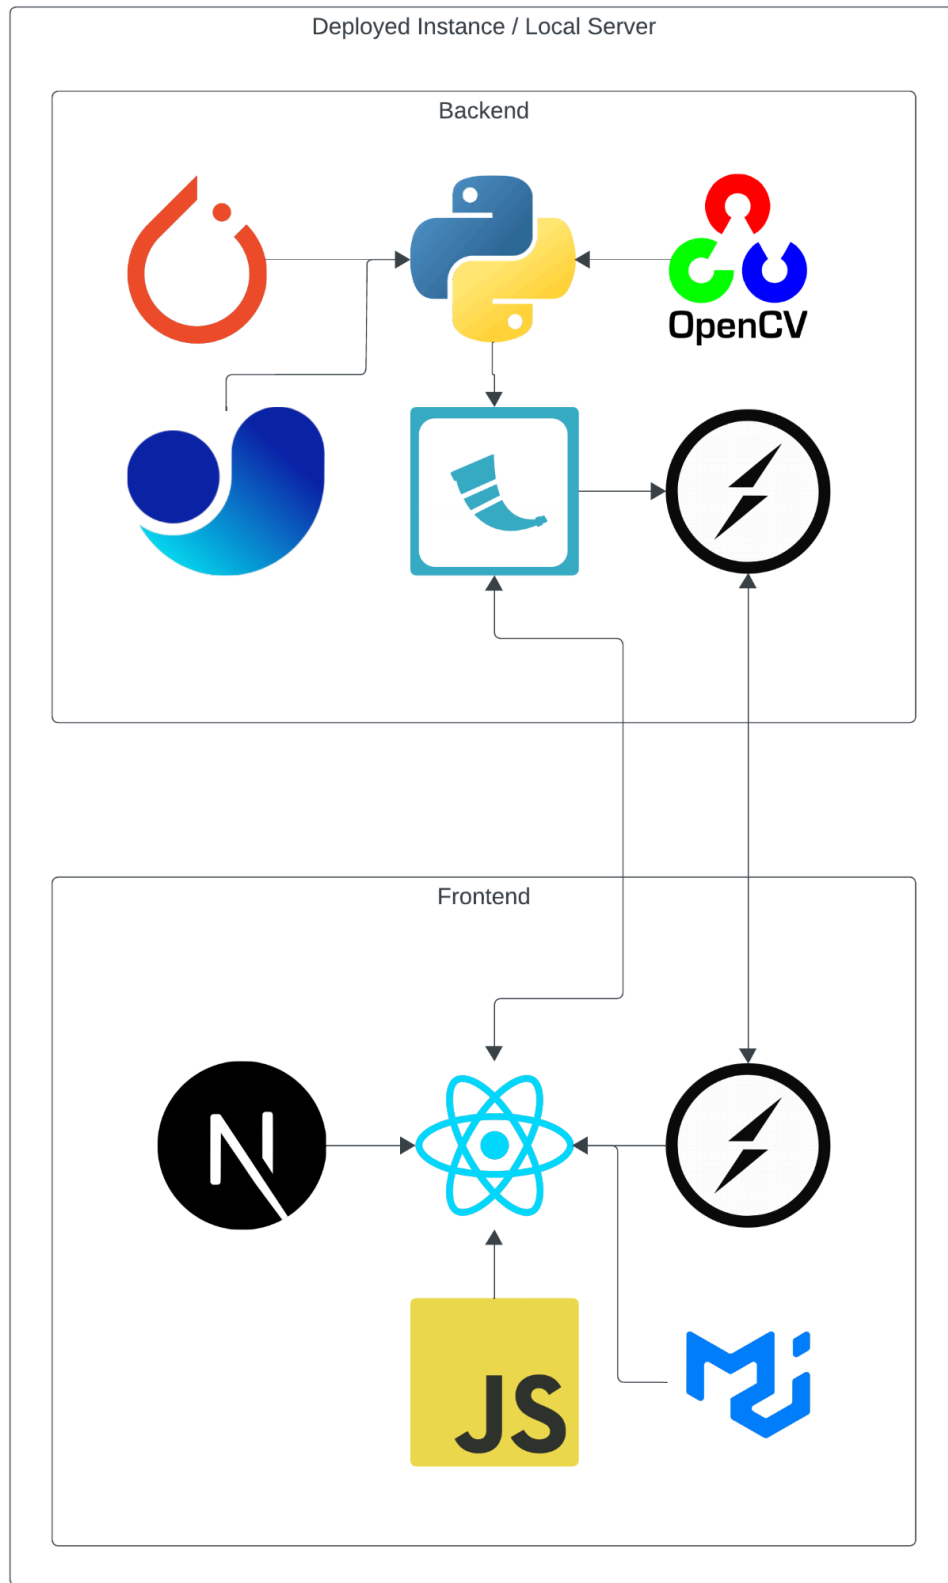 Deployed Instance / Local Server
Backend
OpenCV
Frontend
N
JS